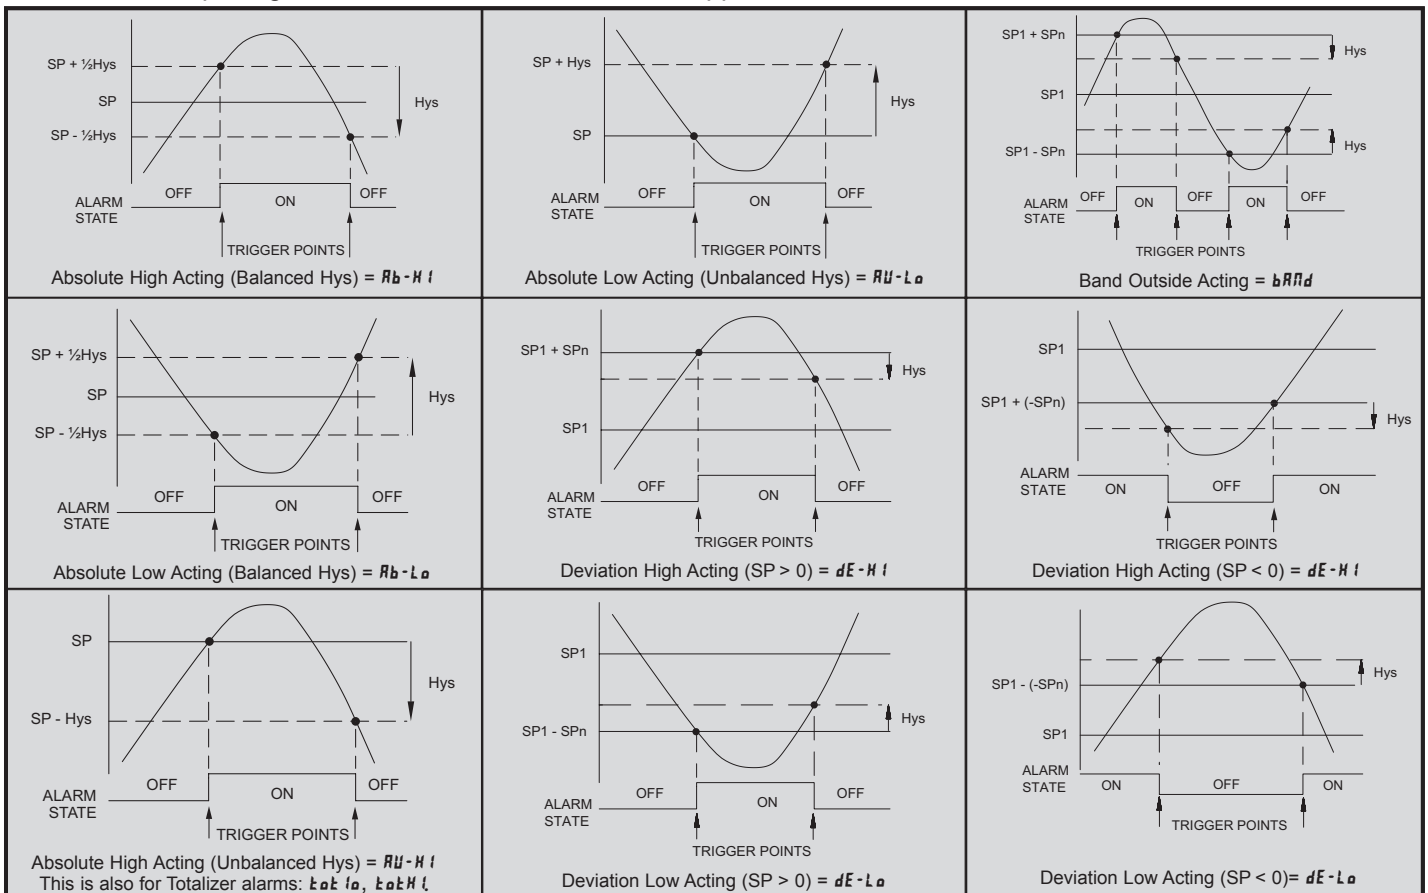 SP + ½Hys
SP
SP - ½Hys
Hys
ALARM
STATE
OFF
ON
OFF
TRIGGER POINTS
Absolute High Acting (Balanced Hys) = Ab-HI
SP + Hys
SP
Hys
ALARM
STATE
OFF
ON
OFF
TRIGGER POINTS
Absolute Low Acting (Unbalanced Hys) = AU-Lo
SP1 + SPn
SP1
SP1 - SPn
Hys
Hys
ALARM
STATE
OFF
ON
OFF
ON
OFF
TRIGGER POINTS
Band Outside Acting = bANd
SP + ½Hys
SP
SP - ½Hys
Hys
ALARM
STATE
OFF
ON
OFF
TRIGGER POINTS
Absolute Low Acting (Balanced Hys) = Ab-Lo
SP1 + SPn
SP1
Hys
ALARM
STATE
OFF
ON
OFF
TRIGGER POINTS
Deviation High Acting (SP > 0) = dE-HI
SP1
SP1 + (-SPn)
Hys
ALARM
STATE
ON
OFF
ON
TRIGGER POINTS
Deviation High Acting (SP < 0) = dE-HI
SP
SP - Hys
Hys
ALARM
STATE
OFF
ON
OFF
TRIGGER POINTS
Absolute High Acting (Unbalanced Hys) = AU-HI
This is also for Totalizer alarms: totlo, totHI.
SP1
SP1 - SPn
Hys
ALARM
STATE
OFF
ON
OFF
TRIGGER POINTS
Deviation Low Acting (SP > 0) = dE-Lo
SP1 - (-SPn)
SP1
Hys
ALARM
STATE
ON
OFF
ON
TRIGGER POINTS
Deviation Low Acting (SP < 0)= dE-Lo